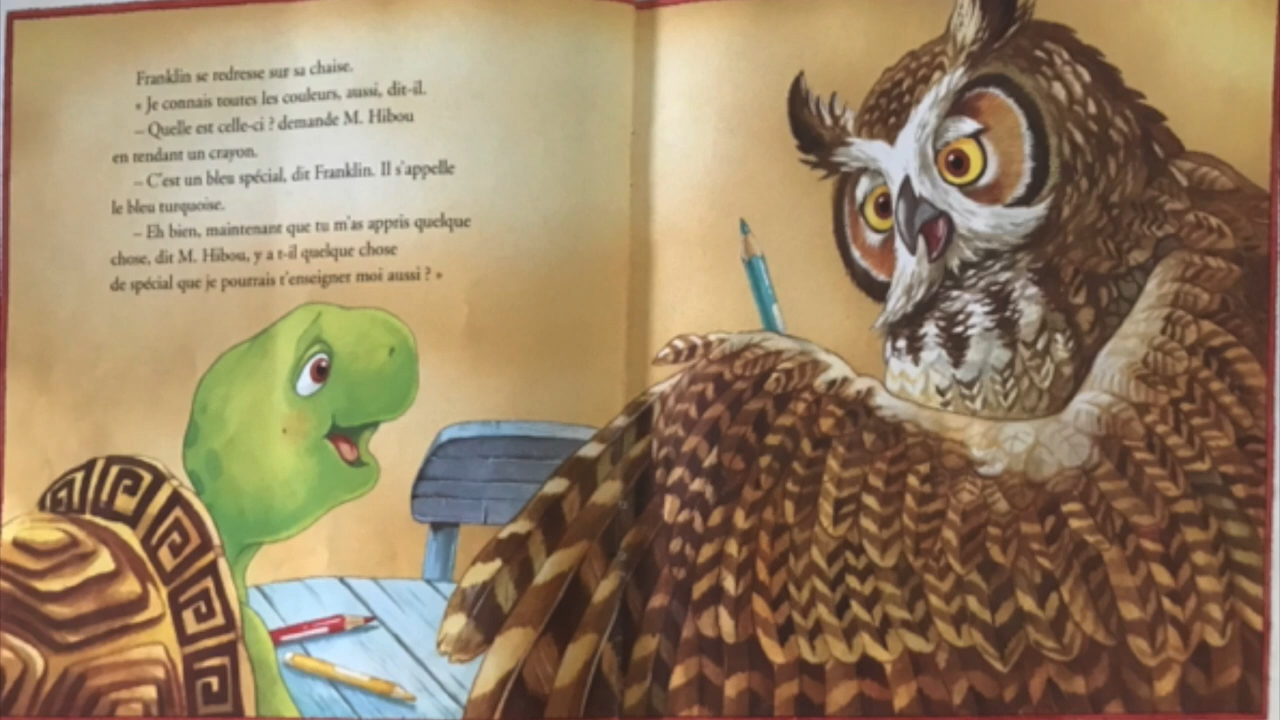 Franklin se redresse sur sa chaise.
« Je connais toutes les couleurs, aussi, dit-il.
– Quelle est celle-ci ? demande M. Hibou
en tendant un crayon.
– C'est un bleu spécial, dit Franklin. Il s'appelle
le bleu turquoise.
– Eh bien, maintenant que tu m'as appris quelque
chose, dit M. Hibou, y a t-il quelque chose
de spécial que je pourrais t'enseigner moi aussi ? »